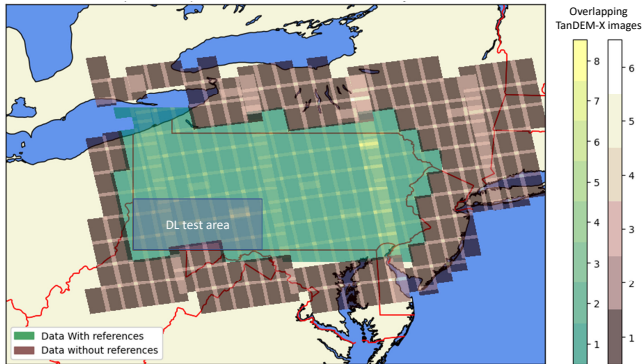 Overlapping
TanDEM-X images
8
7
6
5
4
3
2
1
6
5
4
3
2
1
DL test area
Data With references
Data without references